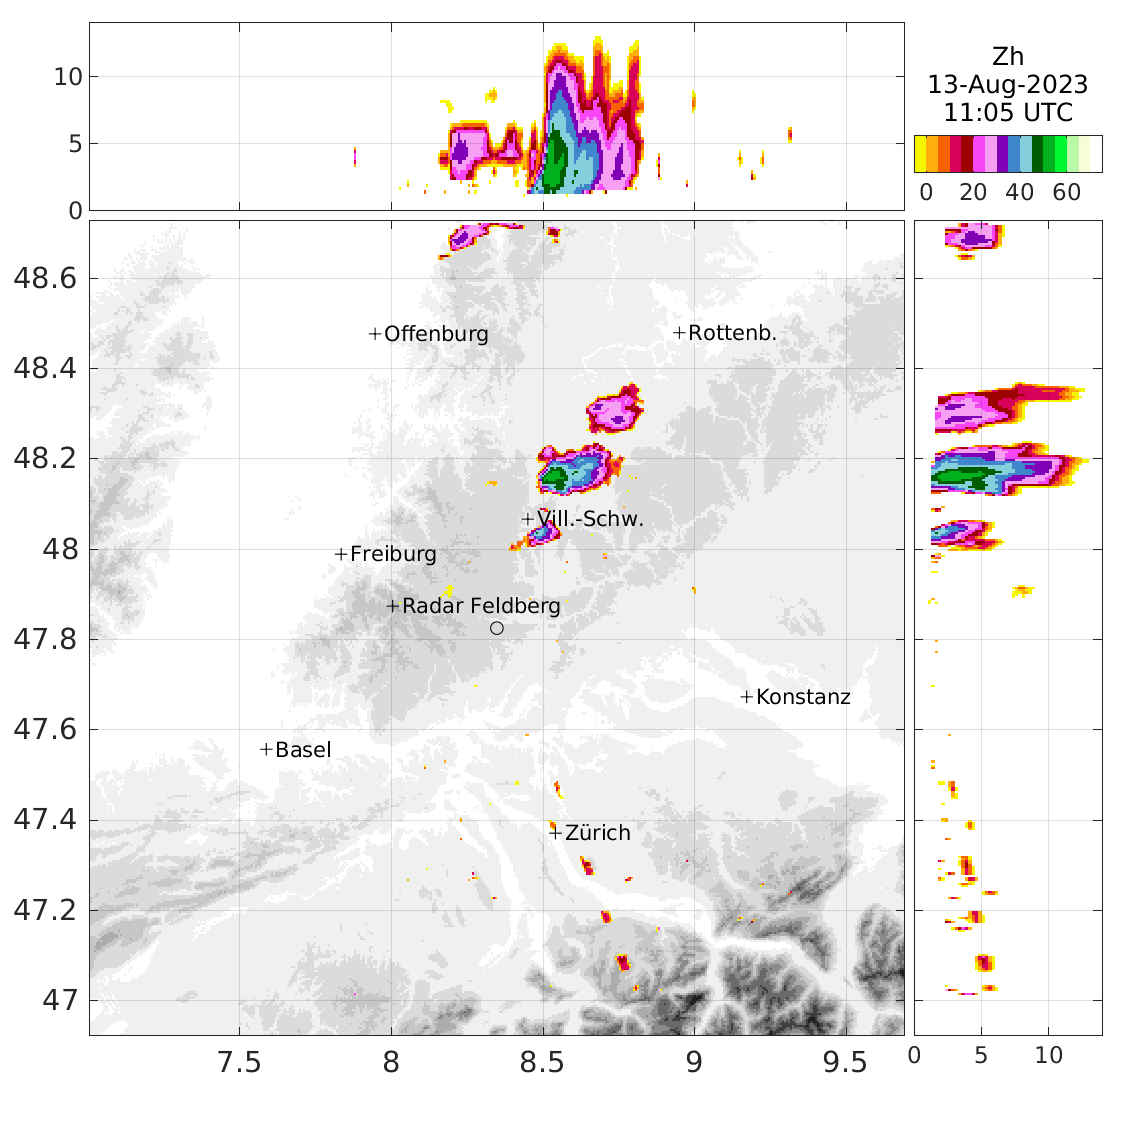 10
5
0
Zh
13-Aug-2023
11:05 UTC
0 20 40 60
48.6
48.4
48.2
48
47.8
47.6
47.4
47.2
47
Offenburg
Rottenb.
Vill.-Schw.
Freiburg
Radar Feldberg
Konstanz
Basel
Zürich
7.5 8 8.5 9 9.5
0 5 10